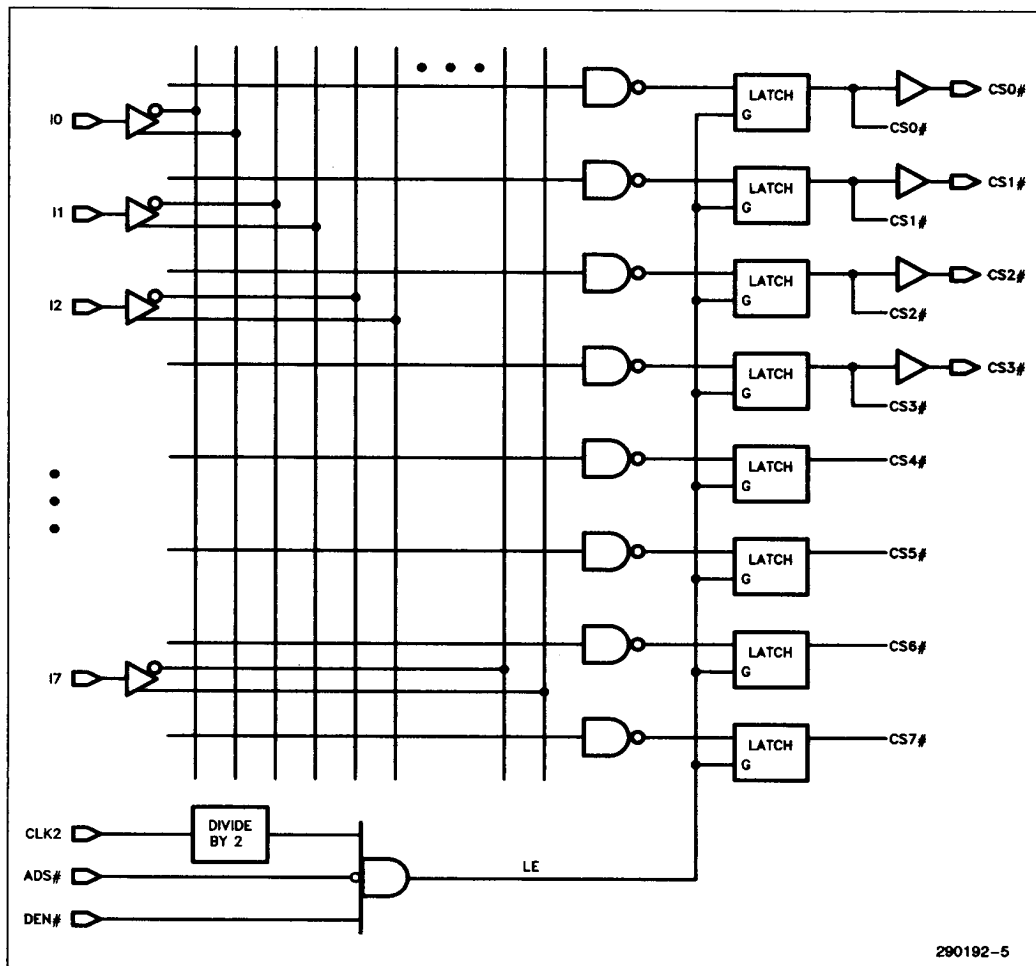 LATCH
G
CS0#
CS0#
I0
LATCH
G
CS1#
CS1#
I1
LATCH
G
CS2#
CS2#
I2
LATCH
G
CS3#
CS3#
LATCH
G
CS4#
LATCH
G
CS5#
LATCH
G
CS6#
I7
LATCH
G
CS7#
CLK2
DIVIDE
BY 2
ADS#
LE
DEN#
290192-5